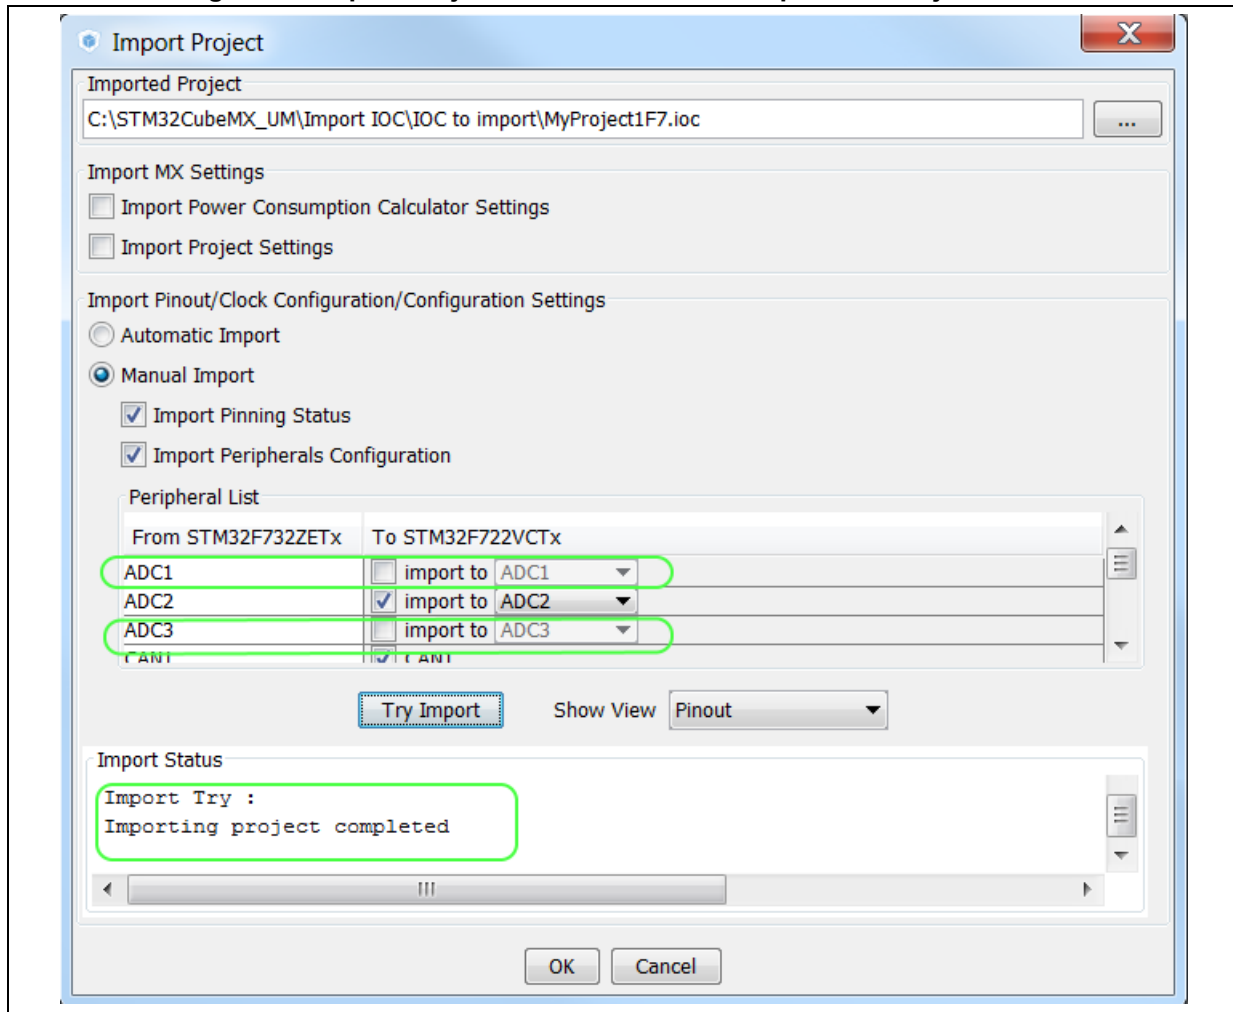 Import Project
X
Imported Project
C:\STM32CubeMX_UM\Import IOC\IOC to import\MyProject1F7.ioc
...
Import MX Settings
Import Power Consumption Calculator Settings
Import Project Settings
Import Pinout/Clock Configuration/Configuration Settings
Automatic Import
Manual Import
Import Pinning Status
Import Peripherals Configuration
Peripheral List
From STM32F732ZETx To STM32F722VCTx
ADC1 import to ADC1
ADC2 import to ADC2
ADC3 import to ADC3
CAN1 CAN1
Try Import Show View Pinout
Import Status
Import Try :
Importing project completed
OK Cancel